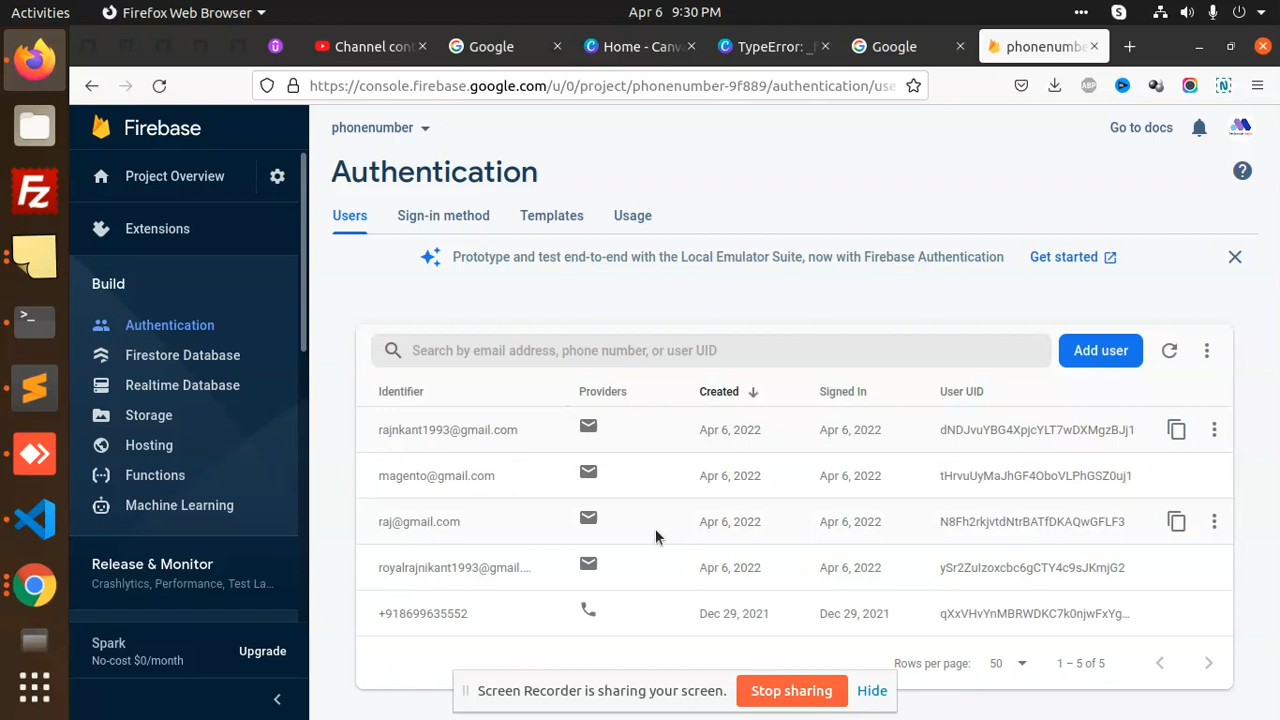 Activities Firefox Web Browser Apr 6 9:30 PM
Channel con Google Home - Canva TypeError: _ Google phonenumbe
https://console.firebase.google.com/u/0/project/phonenumber-9f889/authentication/use
Firebase
Project Overview
Extensions
Build
Authentication
Firestore Database
Realtime Database
Storage
Hosting
Functions
Machine Learning
Release & Monitor
Crashlytics, Performance, Test La...
Spark
No-cost $0/month
Upgrade
phonenumber
Go to docs
Authentication
Users Sign-in method Templates Usage
Prototype and test end-to-end with the Local Emulator Suite, now with Firebase Authentication Get started
Search by email address, phone number, or user UID Add user
Identifier Providers Created Signed In User UID
rajnkant1993@gmail.com Apr 6, 2022 Apr 6, 2022 dNDJvuYBG4XpjcYLT7wDXMgzBJj1
magento@gmail.com Apr 6, 2022 Apr 6, 2022 tHrvuUyMaJhGF4OboVLPhGSZ0uj1
raj@gmail.com Apr 6, 2022 Apr 6, 2022 N8Fh2rkjvtdNtrBATfDKAQwGFLF3
royalrajnikant1993@gmail.... Apr 6, 2022 Apr 6, 2022 ySr2ZuIzoxcbc6gCTY4c9sJKmjG2
+918699635552 Dec 29, 2021 Dec 29, 2021 qXxVHvYnMBRWDKC7k0njwFxYg...
Rows per page: 50 1 – 5 of 5
Screen Recorder is sharing your screen. Stop sharing Hide